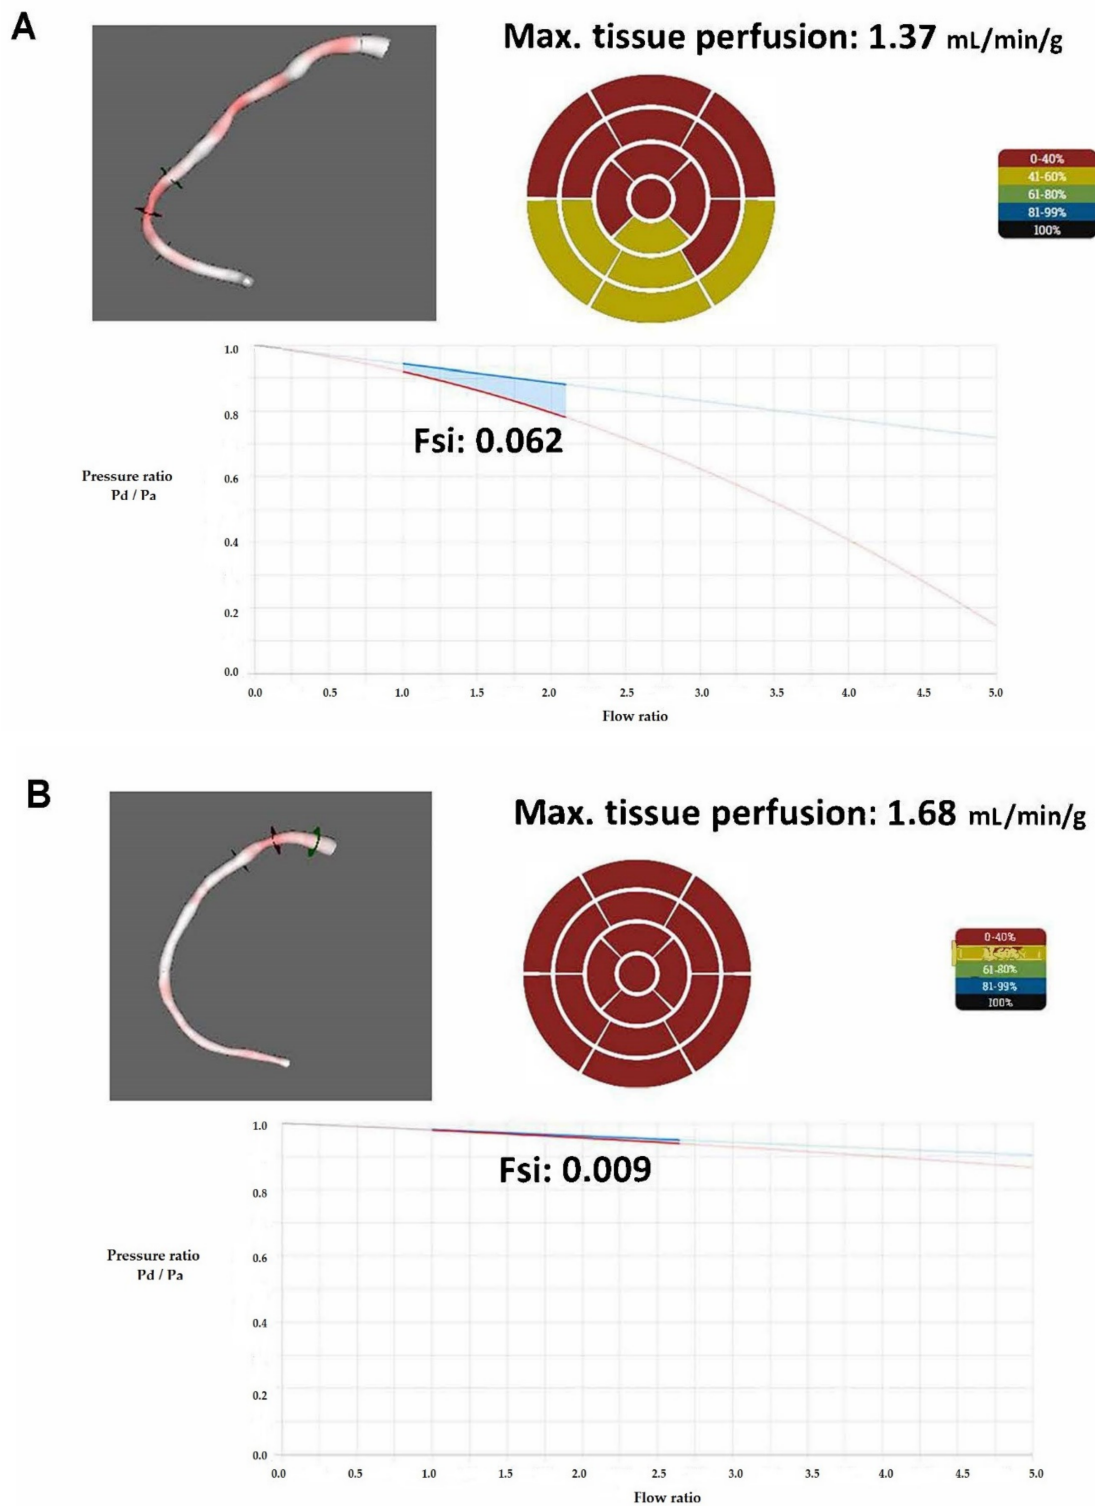 A
Max. tissue perfusion: 1.37 mL/min/g
0-40%
41-60%
61-80%
81-99%
100%
1.0
0.8
0.6
0.4
0.2
0.0
Fsi: 0.062
Pressure ratio
Pd / Pa
0.0 0.5 1.0 1.5 2.0 2.5 3.0 3.5 4.0 4.5 5.0
Flow ratio
B
Max. tissue perfusion: 1.68 mL/min/g
0-40%
61-80%
81-99%
100%
1.0
0.8
0.6
0.4
0.2
0.0
Fsi: 0.009
Pressure ratio
Pd / Pa
0.0 0.5 1.0 1.5 2.0 2.5 3.0 3.5 4.0 4.5 5.0
Flow ratio